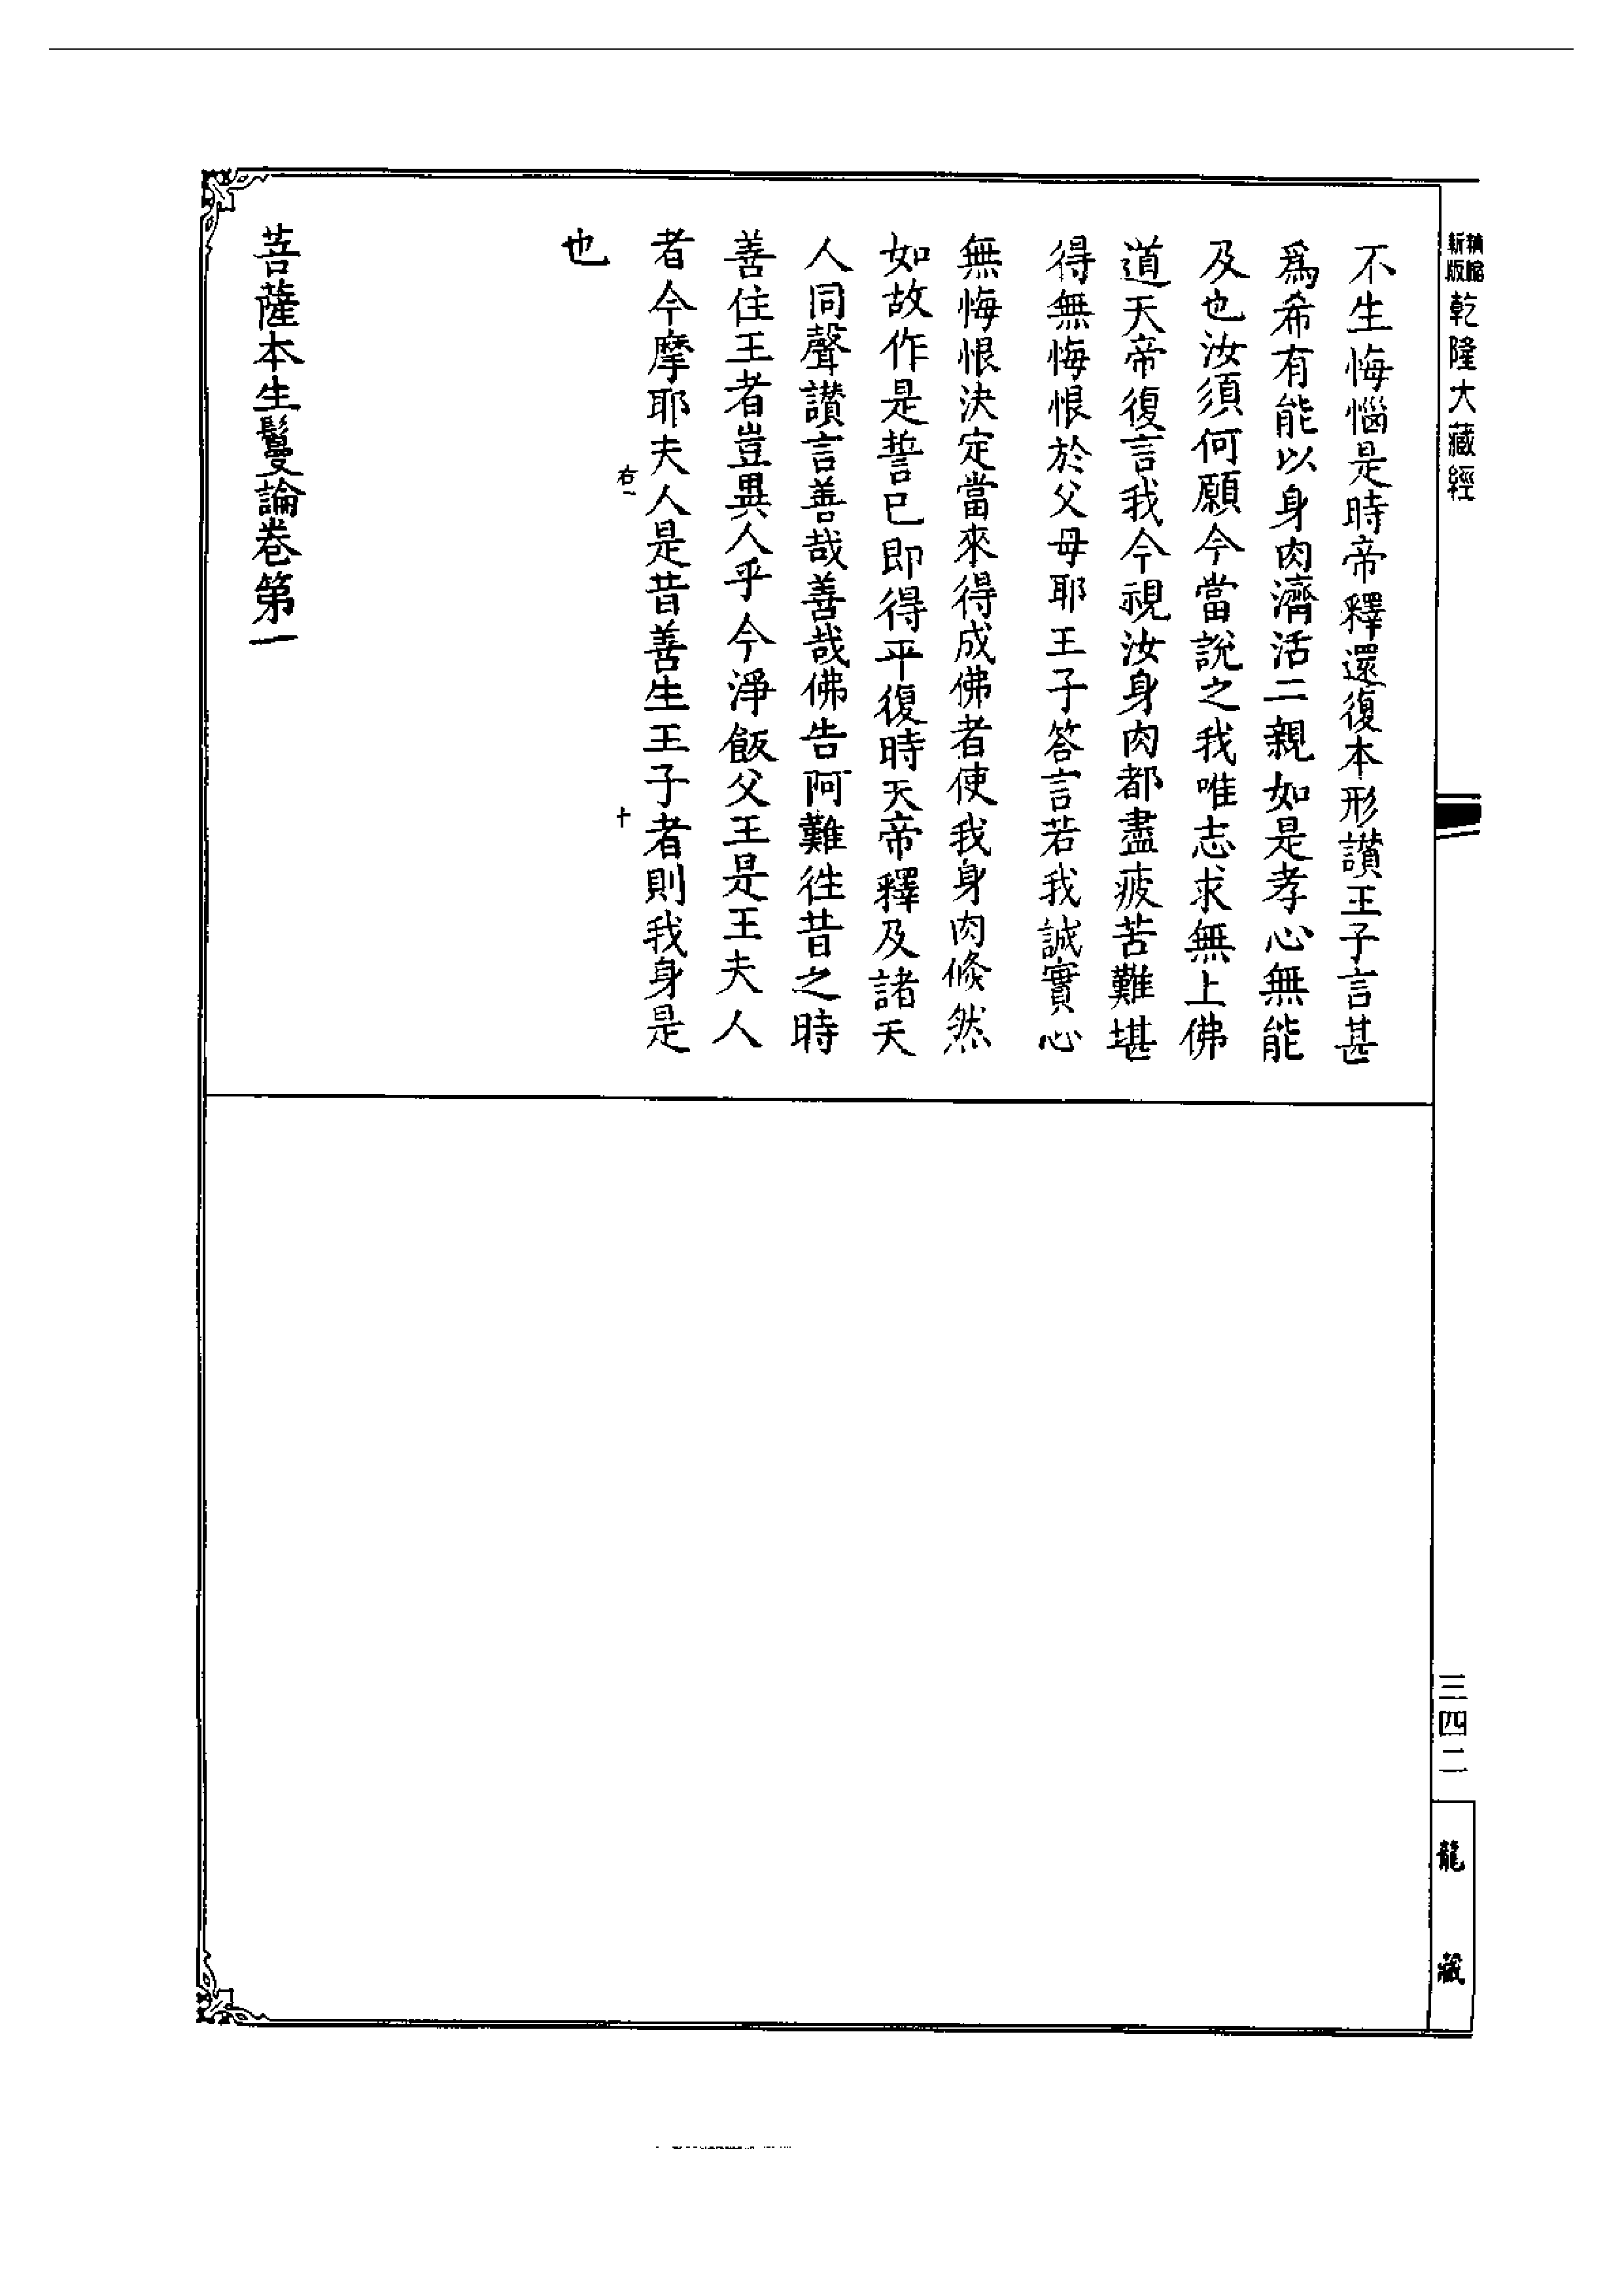 新版 精縮 乾隆大藏經
三四二
龍藏
不生悔惱是時帝釋還復本形讃王子言甚
爲希有能以身肉濟活二親如是孝心無能
及也汝須何願今當說之我唯志求無上佛
道天帝復言我今視汝身肉都盡疲苦難堪
得無悔恨於父母耶王子答言若我誠實心
無悔恨決定當來得成佛者使我身肉倐然
如故作是誓已即得平復時天帝釋及諸天
人同聲讃言善哉善哉佛告阿難徃昔之時
善住王者豈異人乎今淨飯父王是王夫人
者今摩耶夫人是昔善生王子者則我身是
右一
十
也
菩薩本生鬘論卷第一